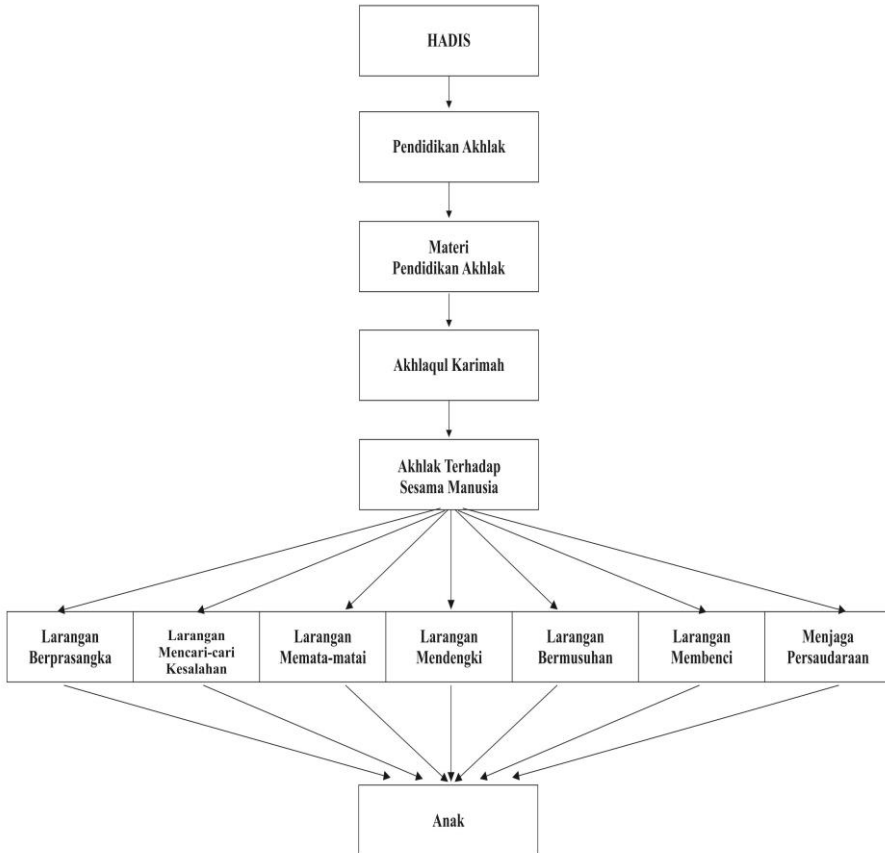 HADIS
Pendidikan Akhlak
Materi
Pendidikan Akhlak
Akhlaqul Karimah
Akhlak Terhadap
Sesama Manusia
Larangan
Berprasangka
Larangan
Mencari-cari
Kesalahan
Larangan
Memata-matai
Larangan
Mendengki
Larangan
Bermusuhan
Larangan
Membenci
Menjaga
Persaudaraan
Anak